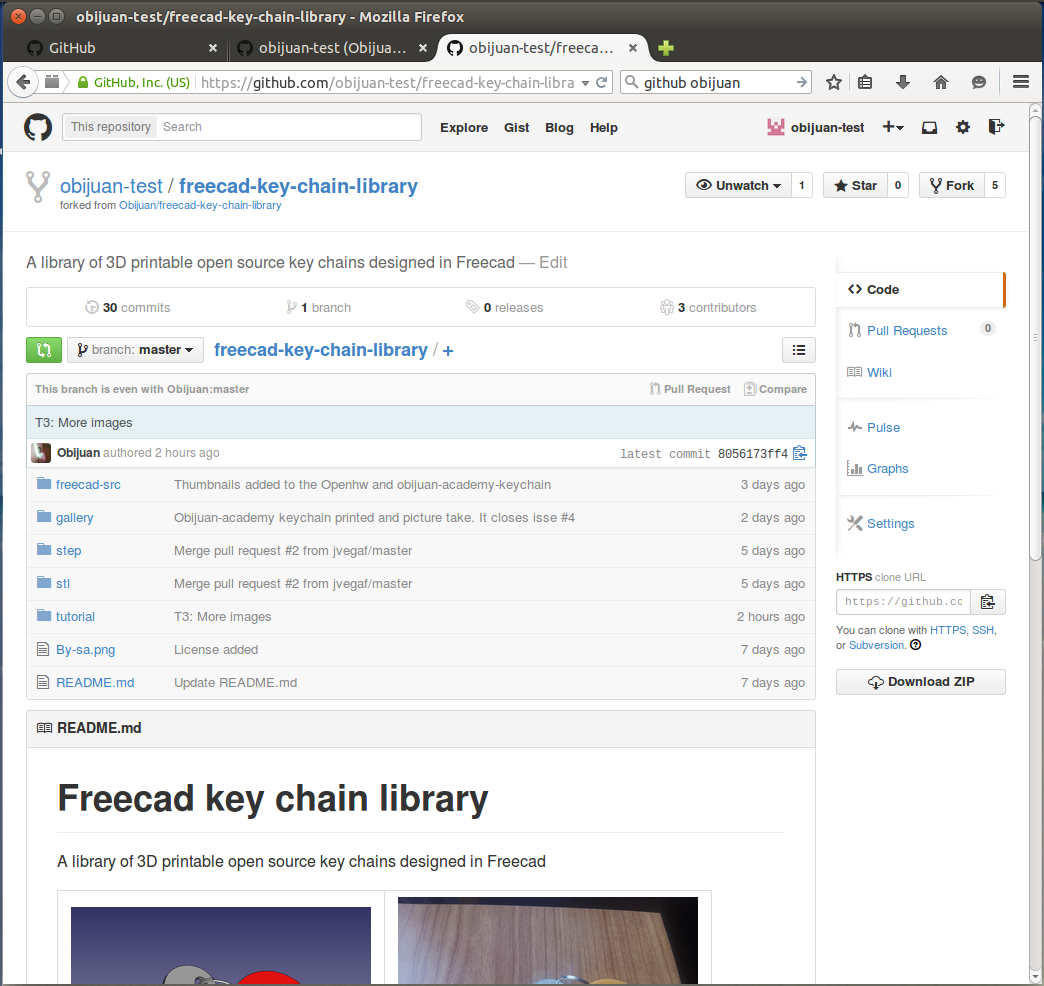 obijuan-test/freecad-key-chain-library - Mozilla Firefox
GitHub
obijuan-test (Obijua...
obijuan-test/freeca...
GitHub, Inc. (US)
https://github.com/obijuan-test/freecad-key-chain-libra
github obijuan
This repository
Search
Explore Gist Blog Help
obijuan-test
obijuan-test / freecad-key-chain-library
forked from Obijuan/freecad-key-chain-library
Unwatch 1
Star 0
Fork 5
A library of 3D printable open source key chains designed in Freecad — Edit
30 commits
1 branch
0 releases
3 contributors
branch: master
freecad-key-chain-library / +
This branch is even with Obijuan:master
Pull Request
Compare
T3: More images
Obijuan authored 2 hours ago
latest commit 8056173ff4
freecad-src Thumbnails added to the Openhw and obijuan-academy-keychain 3 days ago
gallery Obijuan-academy keychain printed and picture take. It closes isse #4 2 days ago
step Merge pull request #2 from jvegaf/master 5 days ago
stl Merge pull request #2 from jvegaf/master 5 days ago
tutorial T3: More images 2 hours ago
By-sa.png License added 7 days ago
README.md Update README.md 7 days ago
README.md
Freecad key chain library
A library of 3D printable open source key chains designed in Freecad
Code
Pull Requests 0
Wiki
Pulse
Graphs
Settings
HTTPS clone URL
https://github.cc
You can clone with HTTPS, SSH,
or Subversion.
Download ZIP